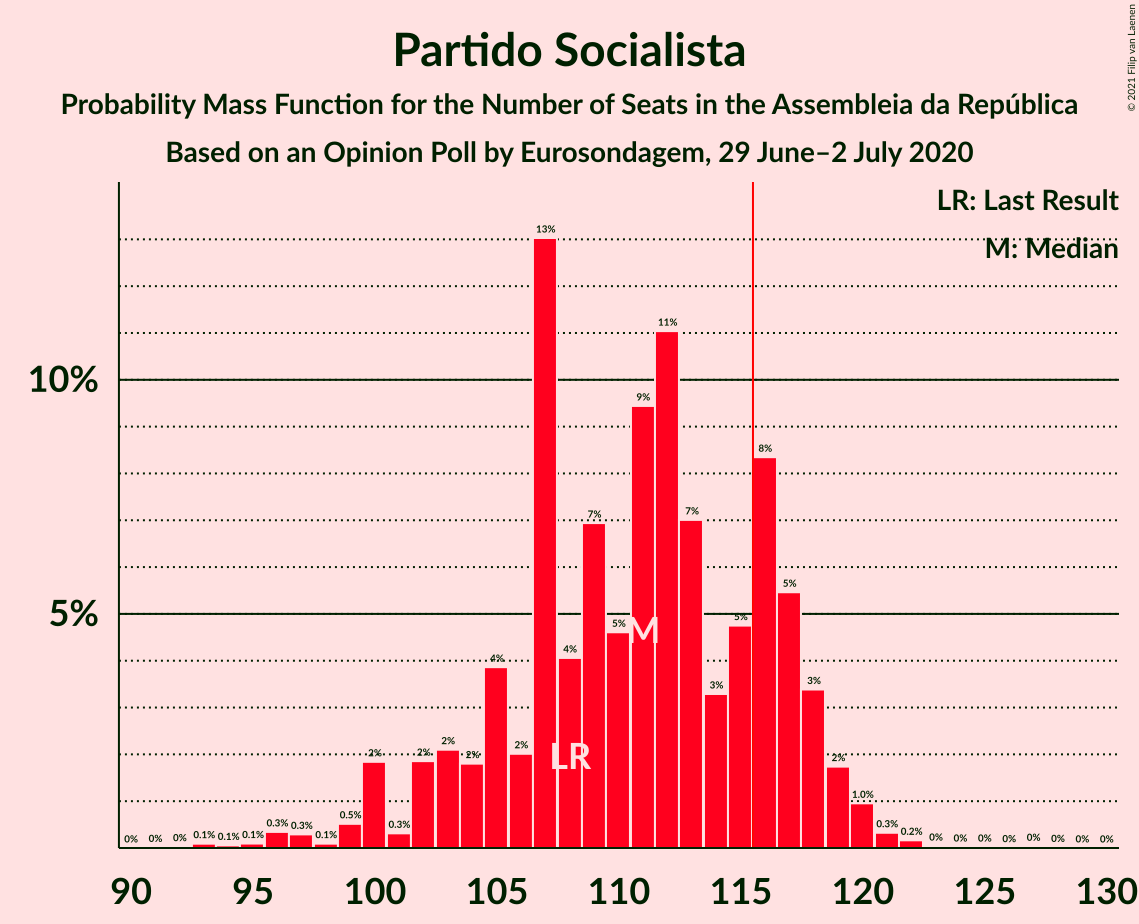 Partido Socialista
Probability Mass Function for the Number of Seats in the Assembleia da República
Based on an Opinion Poll by Eurosondagem, 29 June–2 July 2020
© 2021 Filip van Laenen
LR: Last Result
M: Median
10%
5%
0% 0% 0% 0.1% 0.1% 0.1% 0.3% 0.3% 0.1% 0.5% 2% 0.3% 2% 2% 2% 4% 2% 13% 4% 7% 5% 9% 11% 7% 3% 5% 8% 5% 3% 2% 1.0% 0.3% 0.2% 0% 0% 0% 0% 0% 0% 0% 0%
M
LR
90 95 100 105 110 115 120 125 130